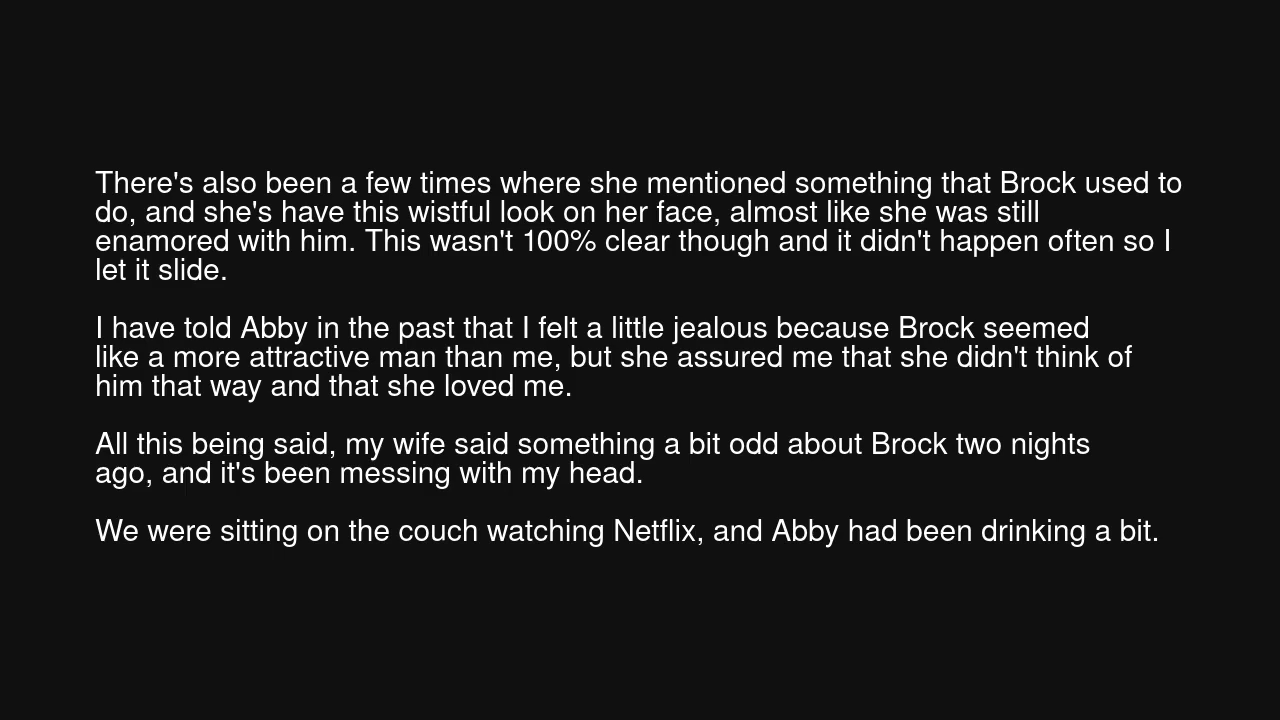 There's also been a few times where she mentioned something that Brock used to
do, and she's have this wistful look on her face, almost like she was still
enamored with him. This wasn't 100% clear though and it didn't happen often so I
let it slide.
I have told Abby in the past that I felt a little jealous because Brock seemed
like a more attractive man than me, but she assured me that she didn't think of
him that way and that she loved me.
All this being said, my wife said something a bit odd about Brock two nights
ago, and it's been messing with my head.
We were sitting on the couch watching Netflix, and Abby had been drinking a bit.